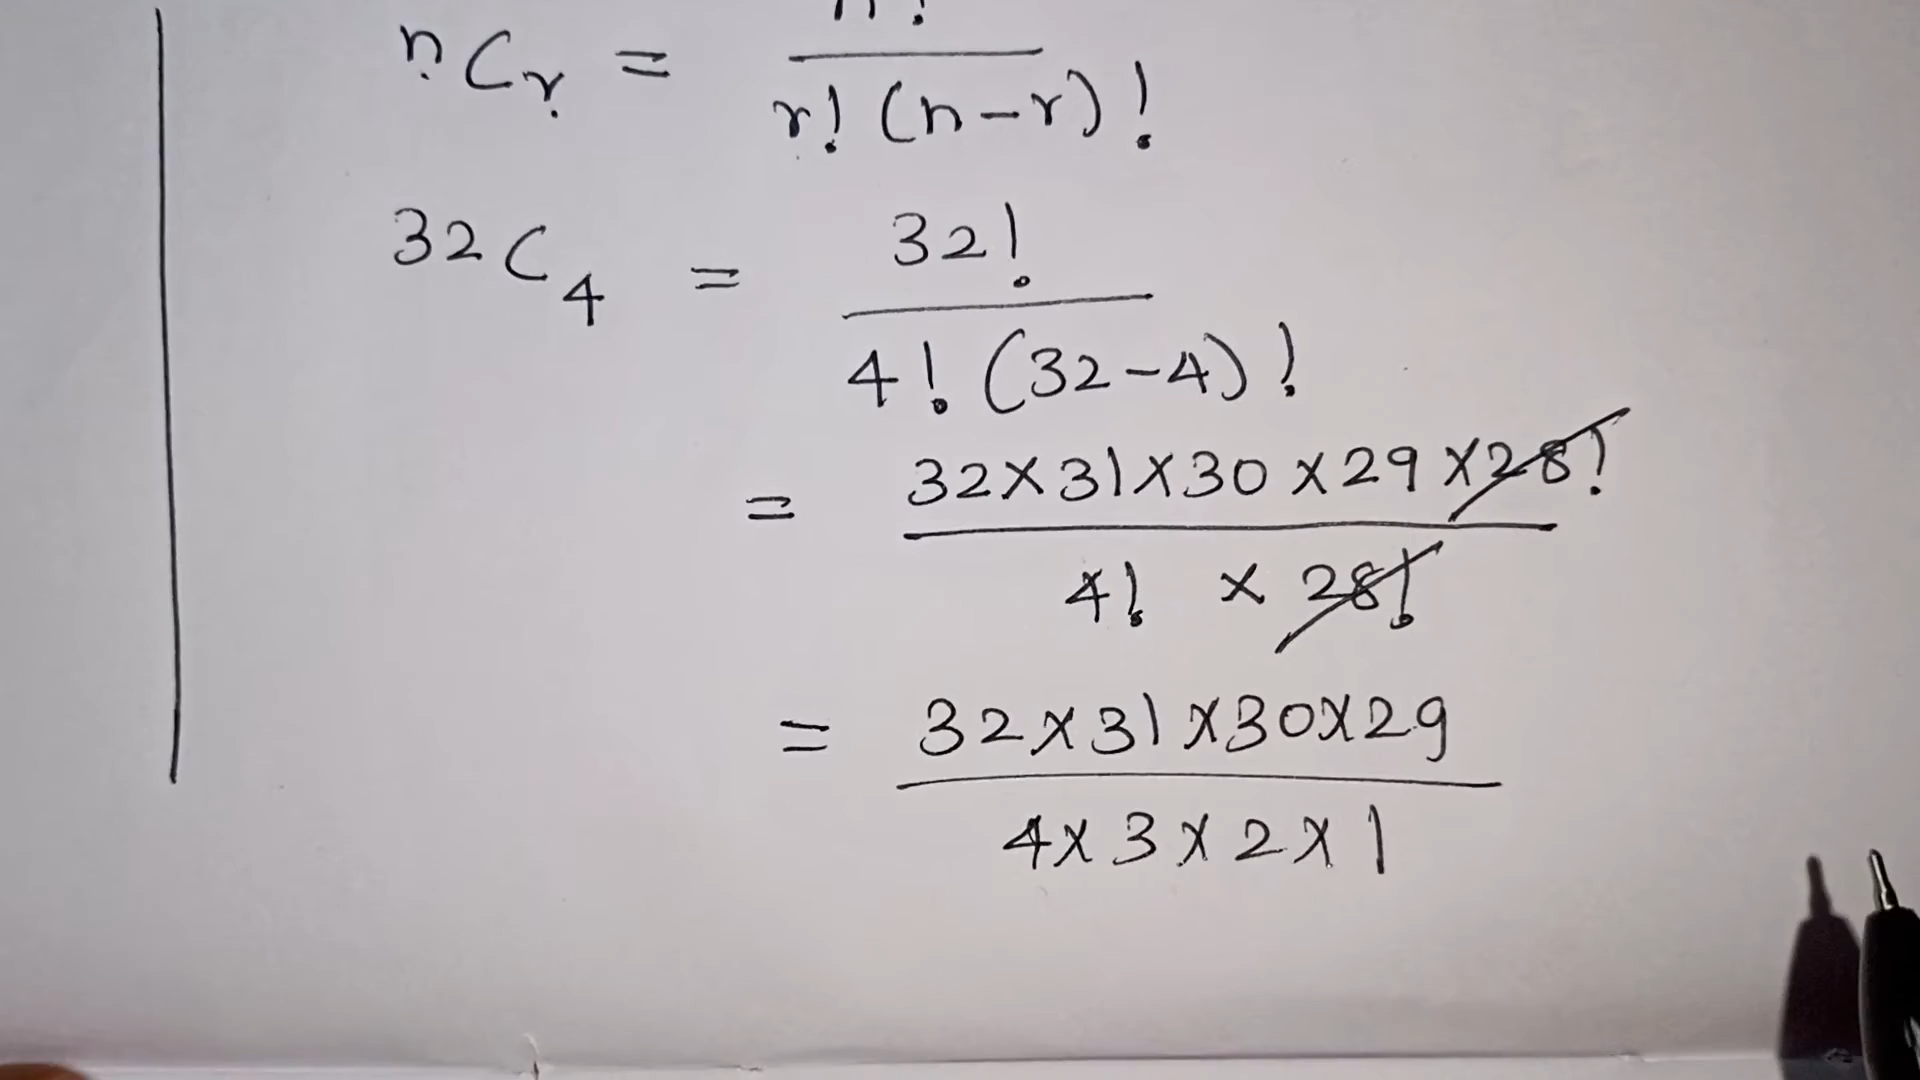 nCr = n! / r! (n-r)!
32C4 = 32! / 4! (32-4)!
= 32×31×30×29×28! / 4! × 28!
= 32×31×30×29 / 4×3×2×1